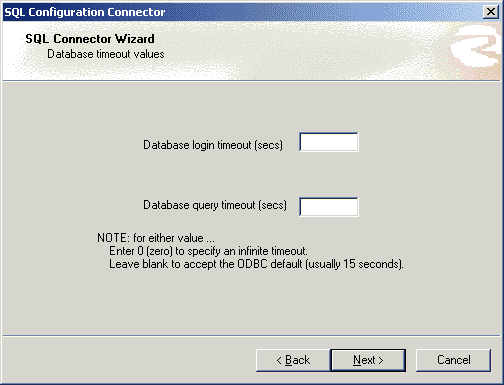 SQL Configuration Connector
SQL Connector Wizard
Database timeout values
Database login timeout (secs)
Database query timeout (secs)
NOTE: for either value ...
Enter 0 (zero) to specify an infinite timeout.
Leave blank to accept the ODBC default (usually 15 seconds).
< Back Next > Cancel